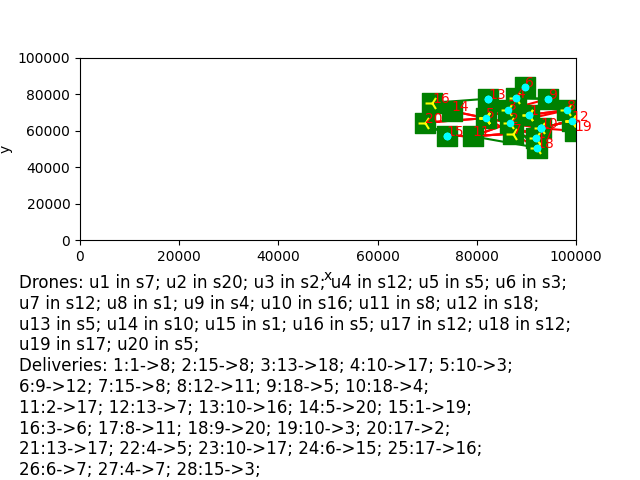 100000
80000
60000
40000
20000
0
y
0 20000 40000 60000 80000 100000
x
14
12
19
Drones: u1 in s7; u2 in s20; u3 in s2; u4 in s12; u5 in s5; u6 in s3;
u7 in s12; u8 in s1; u9 in s4; u10 in s16; u11 in s8; u12 in s18;
u13 in s5; u14 in s10; u15 in s1; u16 in s5; u17 in s12; u18 in s12;
u19 in s17; u20 in s5;
Deliveries: 1:1->8; 2:15->8; 3:13->18; 4:10->17; 5:10->3;
6:9->12; 7:15->8; 8:12->11; 9:18->5; 10:18->4;
11:2->17; 12:13->7; 13:10->16; 14:5->20; 15:1->19;
16:3->6; 17:8->11; 18:9->20; 19:10->3; 20:17->2;
21:13->17; 22:4->5; 23:10->17; 24:6->15; 25:17->16;
26:6->7; 27:4->7; 28:15->3;